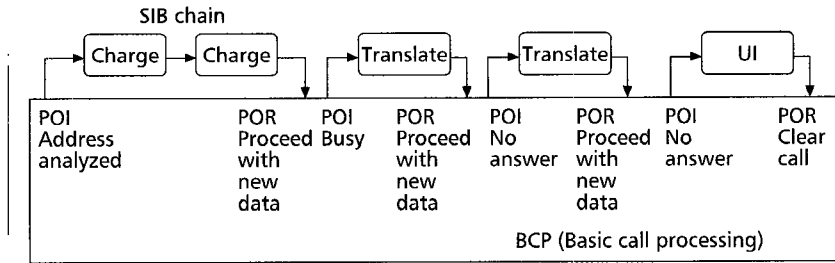 SIB chain
Charge
Charge
Translate
Translate
UI
POI
Address
analyzed
POR
Proceed
with
new
data
POI
Busy
POR
Proceed
with
new
data
POI
No
answer
POR
Proceed
with
new
data
POI
No
answer
POR
Clear
call
BCP (Basic call processing)